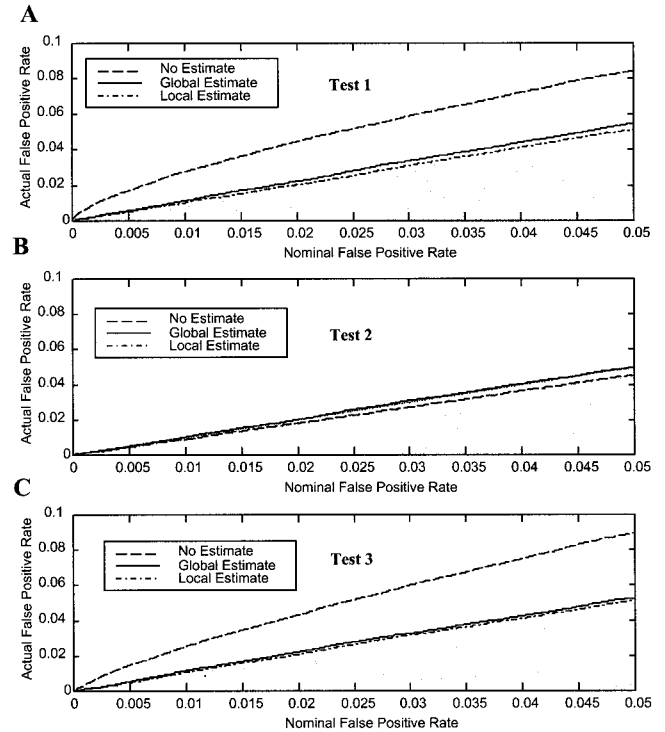 A
Actual False Positive Rate
0.1
0.08
0.06
0.04
0.02
0
No Estimate
Global Estimate
Local Estimate
Test 1
0 0.005 0.01 0.015 0.02 0.025 0.03 0.035 0.04 0.045 0.05
Nominal False Positive Rate
B
Actual False Positive Rate
0.1
0.08
0.06
0.04
0.02
0
No Estimate
Global Estimate
Local Estimate
Test 2
0 0.005 0.01 0.015 0.02 0.025 0.03 0.035 0.04 0.045 0.05
Nominal False Positive Rate
C
Actual False Positive Rate
0.1
0.08
0.06
0.04
0.02
0
No Estimate
Global Estimate
Local Estimate
Test 3
0 0.005 0.01 0.015 0.02 0.025 0.03 0.035 0.04 0.045 0.05
Nominal False Positive Rate